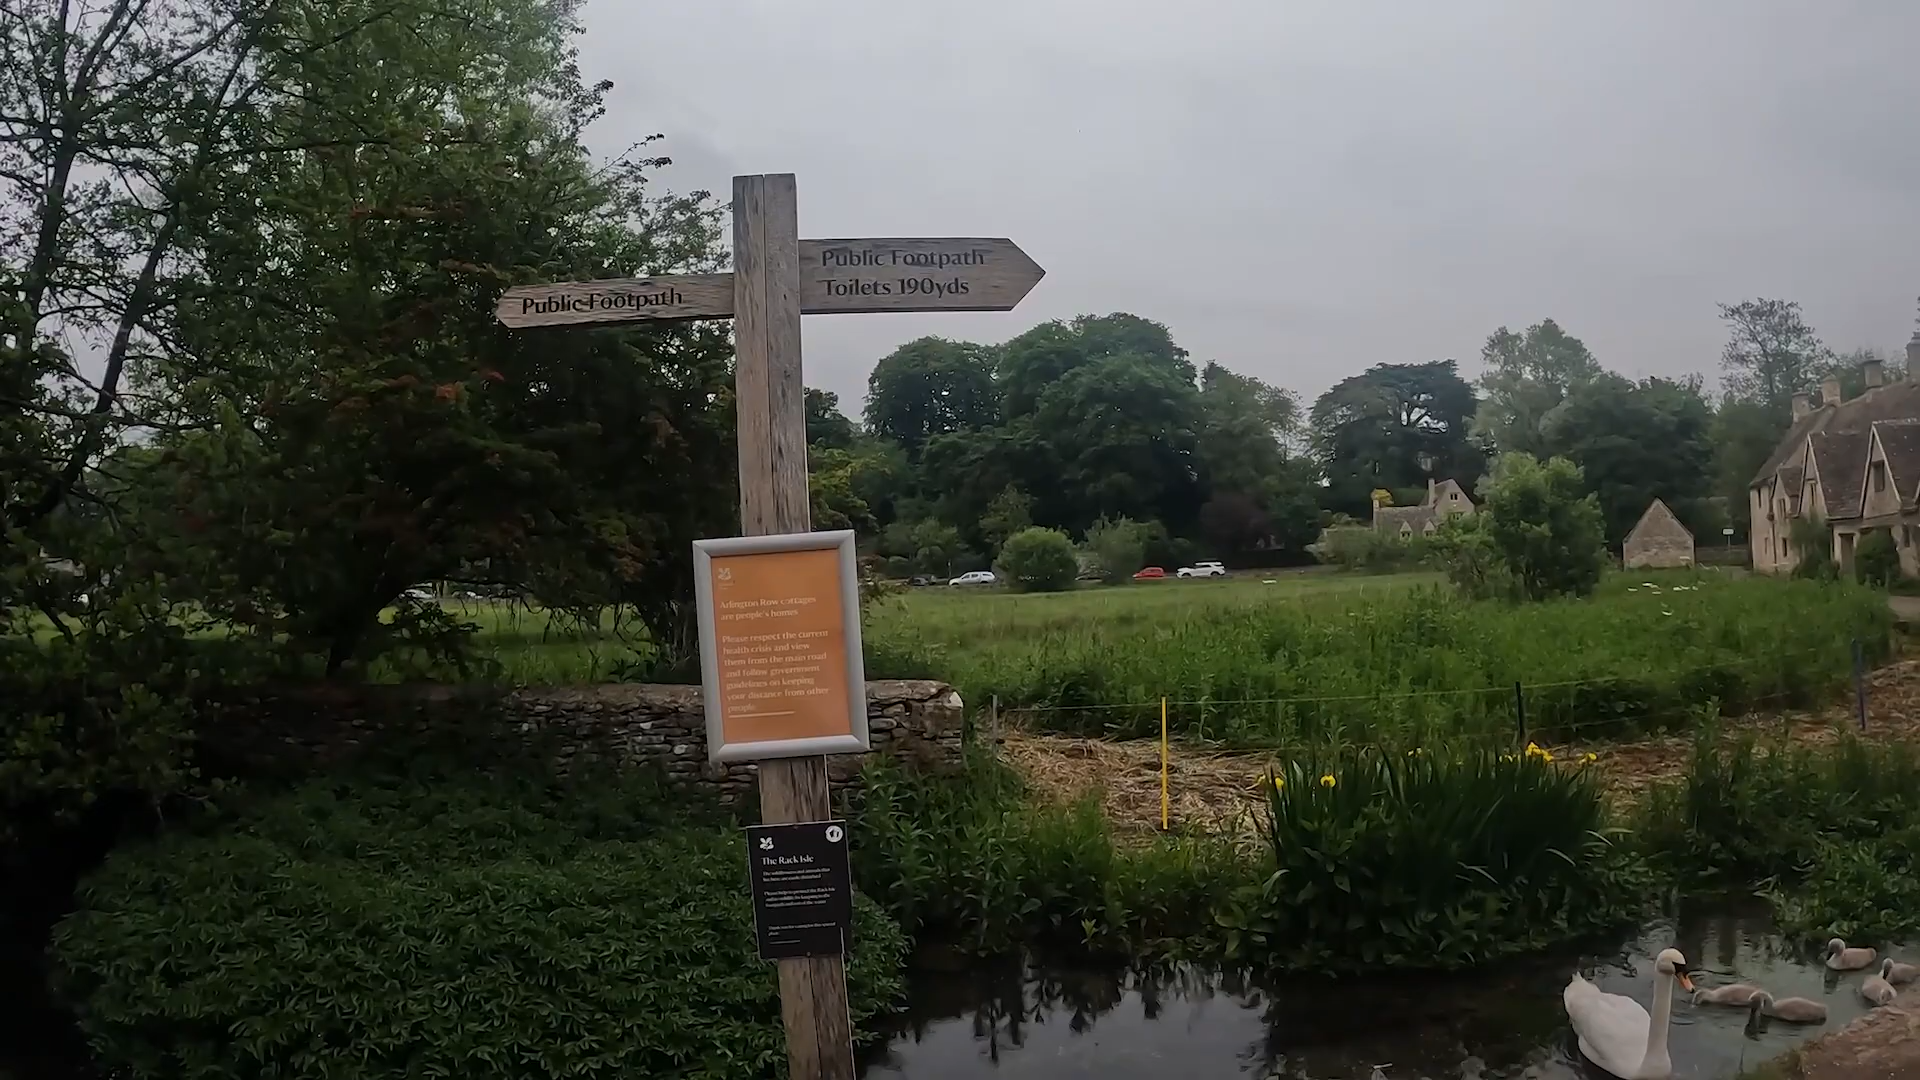 Public Footpath
Toilets 190yds
Public Footpath
Arlington Row cottages
are people's homes
Please respect the current
health crisis and view
them from the main road
and follow government
guidelines on keeping
your distance from other
people
The Rack Isle